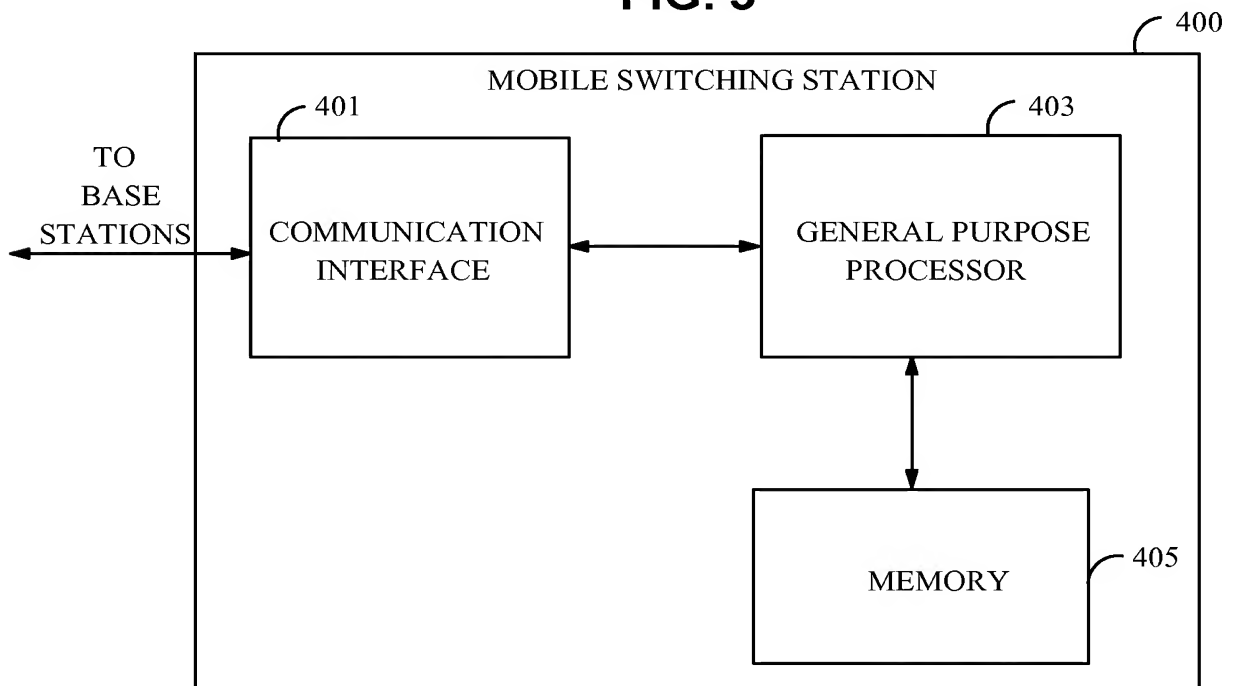 400
MOBILE SWITCHING STATION
401
403
TO
BASE
STATIONS
COMMUNICATION
INTERFACE
GENERAL PURPOSE
PROCESSOR
MEMORY
405